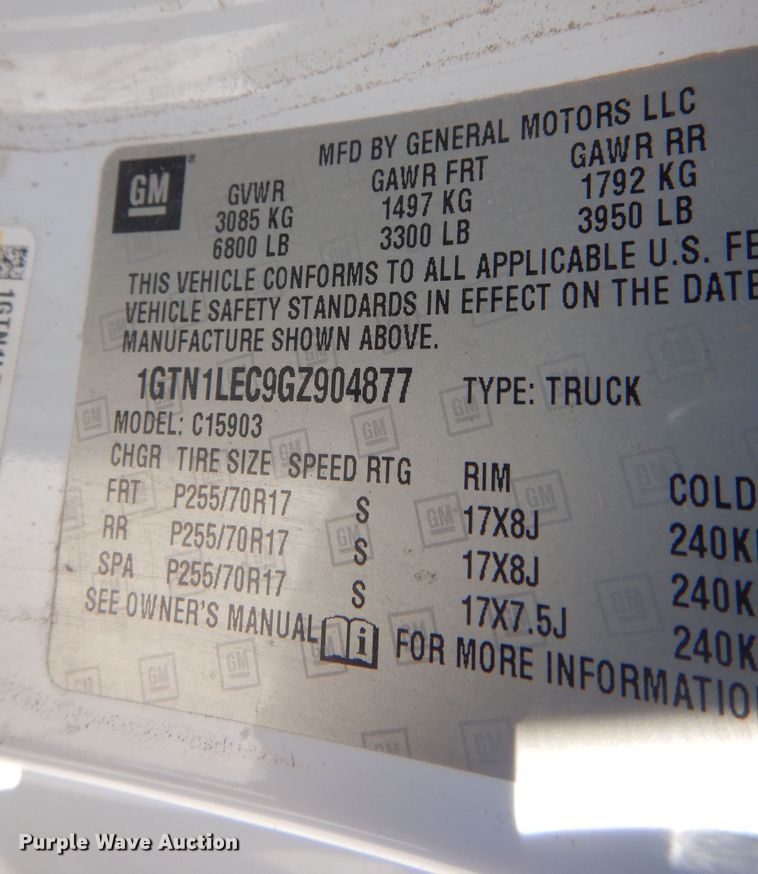 MFD BY GENERAL MOTORS LLC
GM
GVWR GAWR FRT GAWR RR
3085 KG 1497 KG 1792 KG
6800 LB 3300 LB 3950 LB
THIS VEHICLE CONFORMS TO ALL APPLICABLE U.S. FE
VEHICLE SAFETY STANDARDS IN EFFECT ON THE DATE
MANUFACTURE SHOWN ABOVE.
1GTN1LEC9GZ904877 TYPE: TRUCK
MODEL: C15903
CHGR TIRE SIZE SPEED RTG RIM COLD
FRT P255/70R17 S 17X8J 240K
RR P255/70R17 S 17X8J 240K
SPA P255/70R17 S 17X7.5J 240K
SEE OWNER'S MANUAL i FOR MORE INFORMATIO
Purple Wave Auction